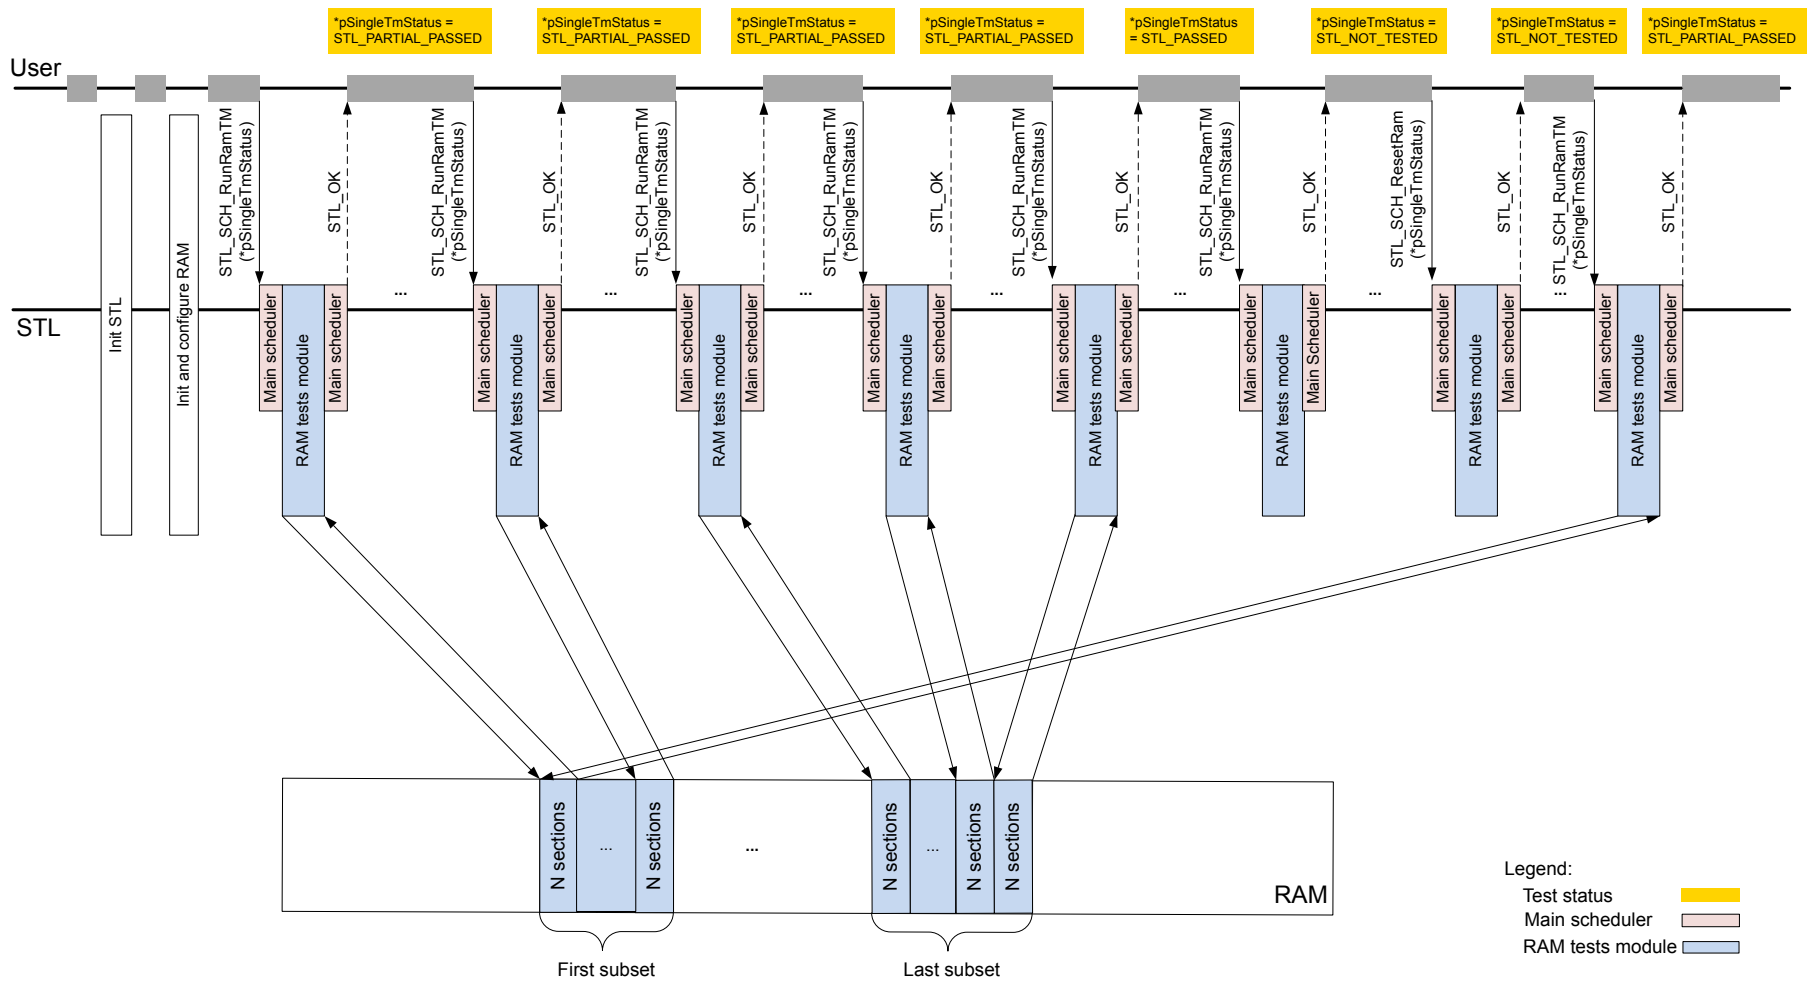 *pSingleTmStatus =
STL_PARTIAL_PASSED
*pSingleTmStatus =
STL_PARTIAL_PASSED
*pSingleTmStatus =
STL_PARTIAL_PASSED
*pSingleTmStatus =
STL_PARTIAL_PASSED
*pSingleTmStatus
= STL_PASSED
*pSingleTmStatus =
STL_NOT_TESTED
*pSingleTmStatus =
STL_NOT_TESTED
*pSingleTmStatus =
STL_PARTIAL_PASSED
User
STL_SCH_RunRamTM
(*pSingleTmStatus)
STL_OK
STL_SCH_RunRamTM
(*pSingleTmStatus)
STL_OK
STL_SCH_RunRamTM
(*pSingleTmStatus)
STL_OK
STL_SCH_RunRamTM
(*pSingleTmStatus)
STL_OK
STL_SCH_RunRamTM
(*pSingleTmStatus)
STL_OK
STL_SCH_RunRamTM
(*pSingleTmStatus)
STL_OK
STL_SCH_ResetRam
(*pSingleTmStatus)
STL_OK
STL_SCH_RunRamTM
(*pSingleTmStatus)
STL_OK
...
...
...
...
...
...
...
STL
Init STL
Init and configure RAM
Main scheduler
RAM tests module
Main scheduler
Main scheduler
RAM tests module
Main scheduler
Main scheduler
RAM tests module
Main scheduler
Main scheduler
RAM tests module
Main scheduler
Main scheduler
RAM tests module
Main scheduler
Main scheduler
RAM tests module
Main Scheduler
Main scheduler
RAM tests module
Main scheduler
Main scheduler
RAM tests module
Main scheduler
N sections
...
N sections
...
N sections
...
N sections
N sections
RAM
First subset
Last subset
Legend:
Test status
Main scheduler
RAM tests module